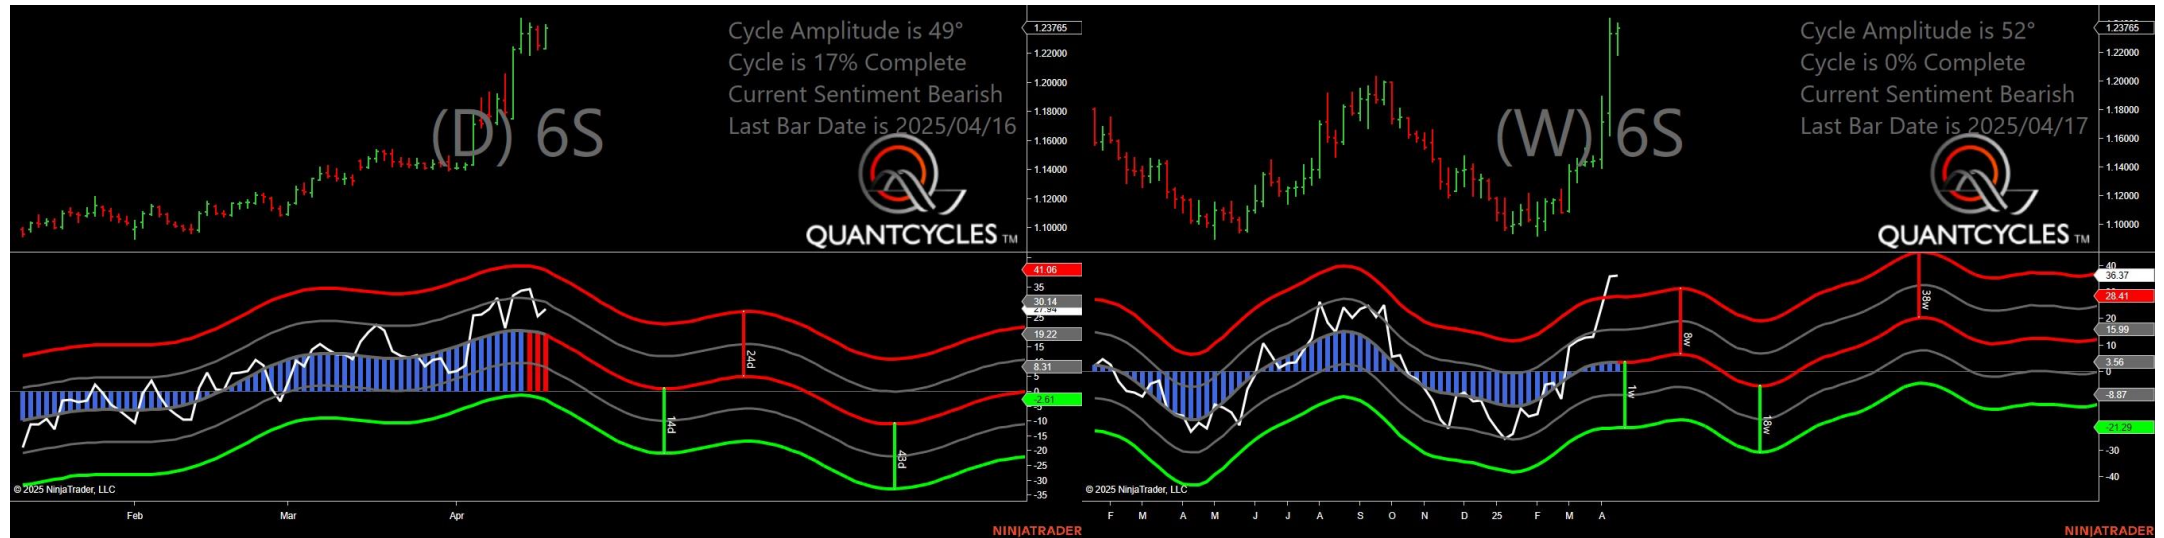 Cycle Amplitude is 49°
Cycle is 17% Complete
Current Sentiment Bearish
Last Bar Date is 2025/04/16
(D) 6S
QUANTCYCLES TM
1.23765
1.22000
1.20000
1.18000
1.16000
1.14000
1.12000
1.10000
41.06
35
30.14
27.94
25
19.22
15
8.31
5
-2.61
-10
-15
-20
-25
-30
-35
14d
24d
43d
© 2025 NinjaTrader, LLC
Feb Mar Apr
NINJATRADER
Cycle Amplitude is 52°
Cycle is 0% Complete
Current Sentiment Bearish
Last Bar Date is 2025/04/17
(W) 6S
QUANTCYCLES TM
1.23765
1.22000
1.20000
1.18000
1.16000
1.14000
1.12000
1.10000
40
36.37
28.41
20
15.99
10
3.56
0
-8.87
-21.29
-30
-40
1w
8w
18w
38w
© 2025 NinjaTrader, LLC
F M A M J J A S O N D 25 F M A
NINJATRADER